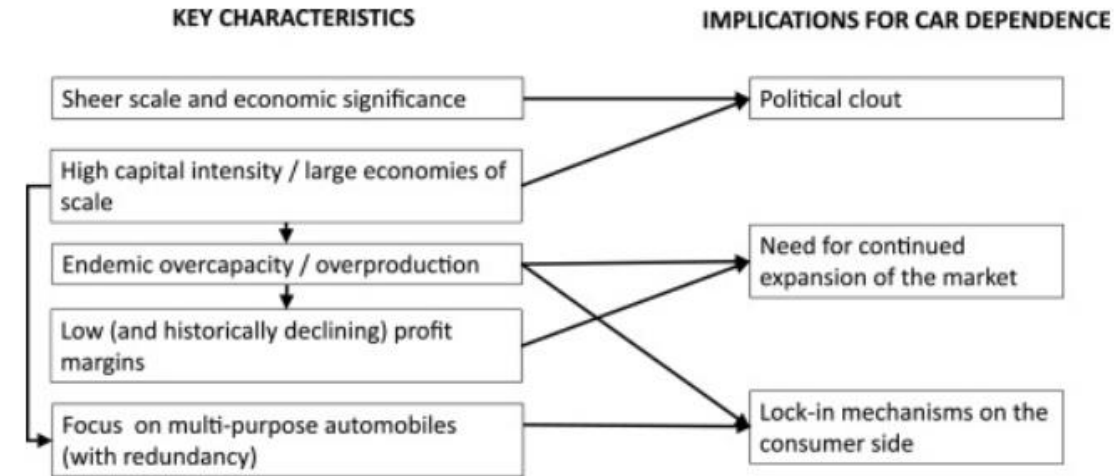 KEY CHARACTERISTICS
IMPLICATIONS FOR CAR DEPENDENCE
Sheer scale and economic significance
Political clout
High capital intensity / large economies of
scale
Endemic overcapacity / overproduction
Need for continued
expansion of the market
Low (and historically declining) profit
margins
Focus on multi-purpose automobiles
(with redundancy)
Lock-in mechanisms on the
consumer side